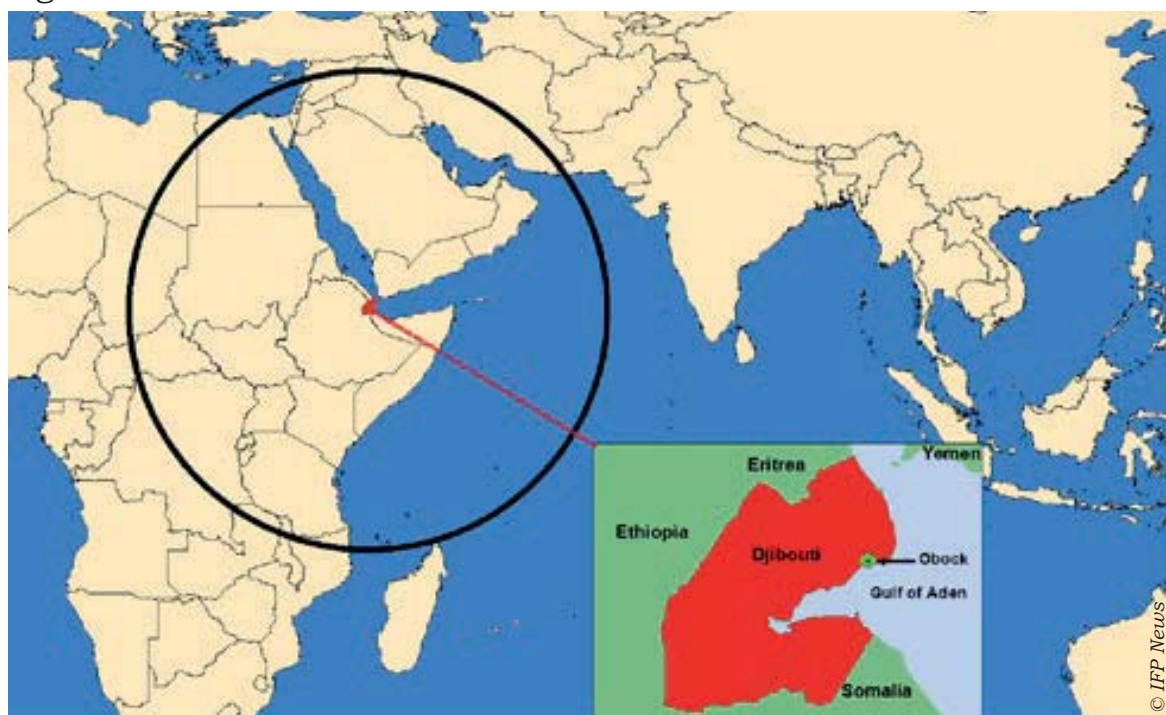 Yemen
Eritrea
Ethiopia
Djibouti
Obock
Gulf of Aden
Somalia
© IFP News